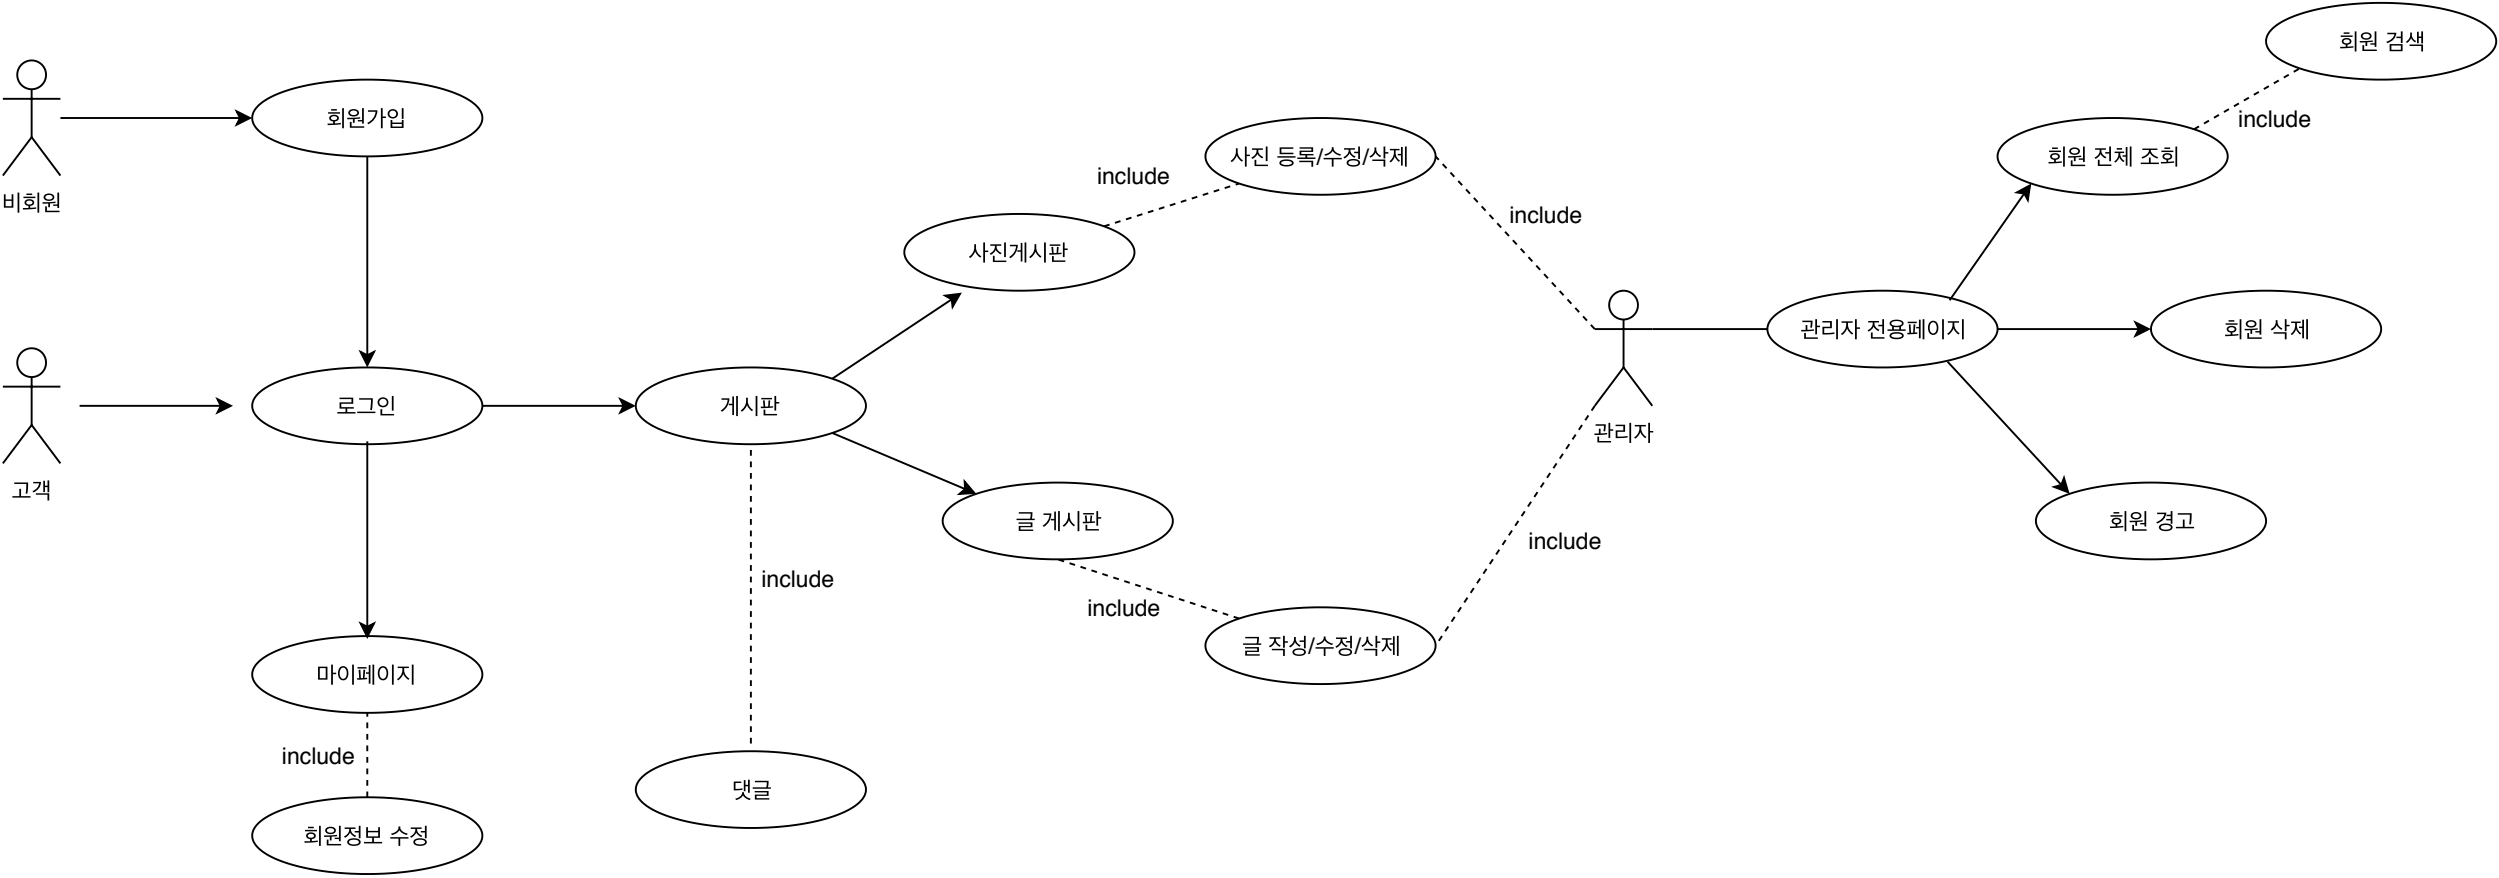 회원 검색
include
회원가입
사진 등록/수정/삭제
회원 전체 조회
include
비회원
include
사진게시판
관리자 전용페이지
회원 삭제
로그인
게시판
관리자
고객
글 게시판
회원 경고
include
include
include
글 작성/수정/삭제
마이페이지
include
댓글
회원정보 수정